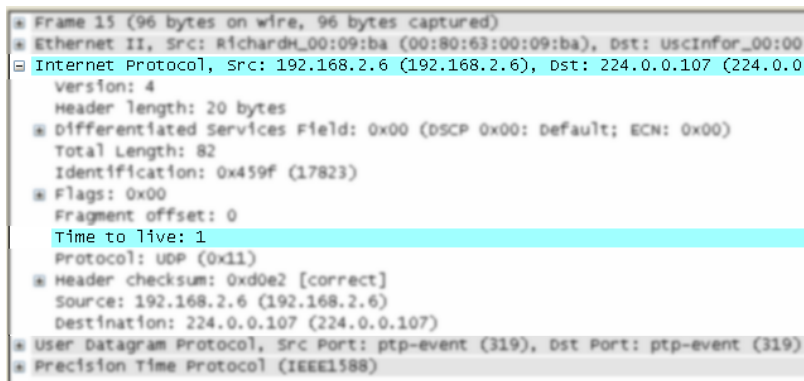 Frame 15 (96 bytes on wire, 96 bytes captured)
Ethernet II, Src: RichardH_00:09:ba (00:80:63:00:09:ba), Dst: UscInfor_00:00
Internet Protocol, Src: 192.168.2.6 (192.168.2.6), Dst: 224.0.0.107 (224.0.0
Version: 4
Header length: 20 bytes
Differentiated Services Field: 0x00 (DSCP 0x00: Default; ECN: 0x00)
Total Length: 82
Identification: 0x459f (17823)
Flags: 0x00
Fragment offset: 0
Time to live: 1
Protocol: UDP (0x11)
Header checksum: 0xd0e2 [correct]
Source: 192.168.2.6 (192.168.2.6)
Destination: 224.0.0.107 (224.0.0.107)
User Datagram Protocol, Src Port: ptp-event (319), Dst Port: ptp-event (319)
Precision Time Protocol (IEEE1588)